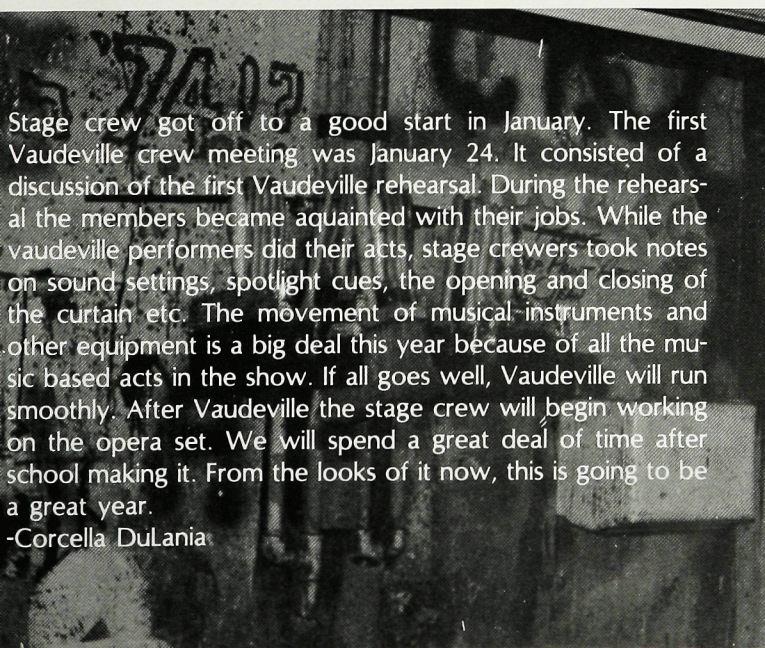 Stage crew got off to a good start in January. The first
Vaudeville crew meeting was January 24. It consisted of a
discussion of the first Vaudeville rehearsal. During the rehears-
al the members became aquainted with their jobs. While the
vaudeville performers did their acts, stage crewers took notes
on sound settings, spotlight cues, the opening and closing of
the curtain etc. The movement of musical instruments and
other equipment is a big deal this year because of all the mu-
sic based acts in the show. If all goes well, Vaudeville will run
smoothly. After Vaudeville the stage crew will begin working
on the opera set. We will spend a great deal of time after
school making it. From the looks of it now, this is going to be
a great year.
-Corcella DuLania